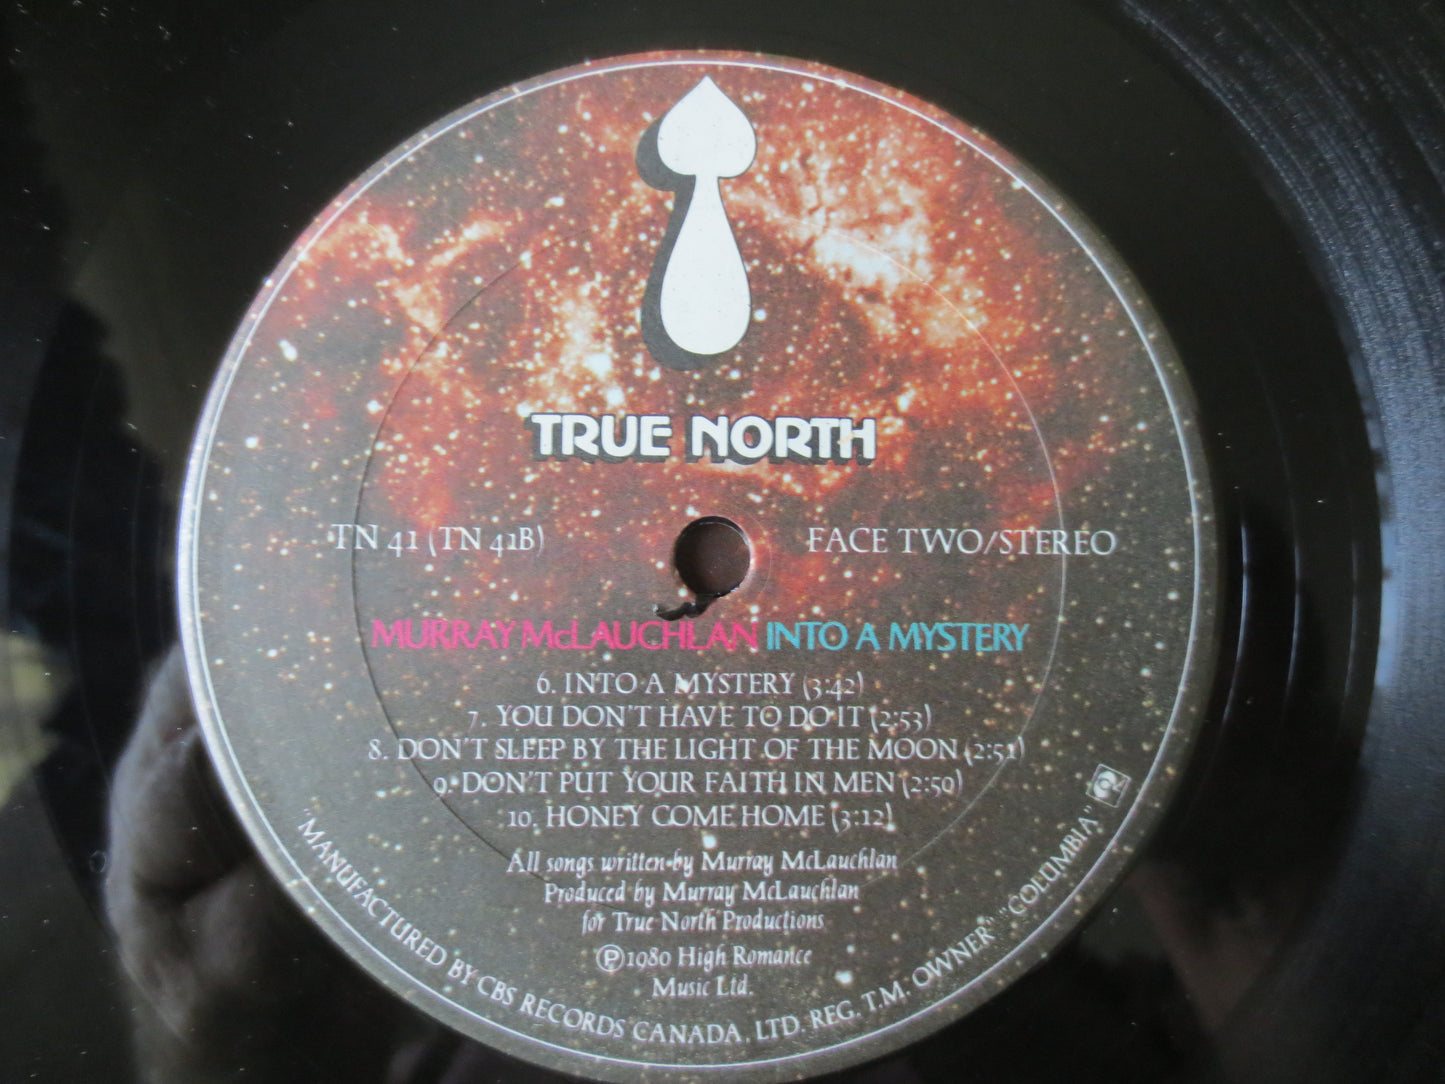 TRUE NORTH
TN 41 (TN 41B)
FACE TWO/STEREO
MURRAY McLAUCHLAN INTO A MYSTERY
6. INTO A MYSTERY (3:42)
7. YOU DON'T HAVE TO DO IT (2:53)
8. DON'T SLEEP BY THE LIGHT OF THE MOON (2:51)
9. DON'T PUT YOUR FAITH IN MEN (2:59)
10. HONEY COME HOME (3:12)
All songs written by Murray McLauchlan
Produced by Murray McLauchlan
for True North Productions
Ⓟ1980 High Romance
Music Ltd.
"MANUFACTURED BY CBS RECORDS CANADA, LTD. REG. T.M. OWNER" "COLUMBIA"